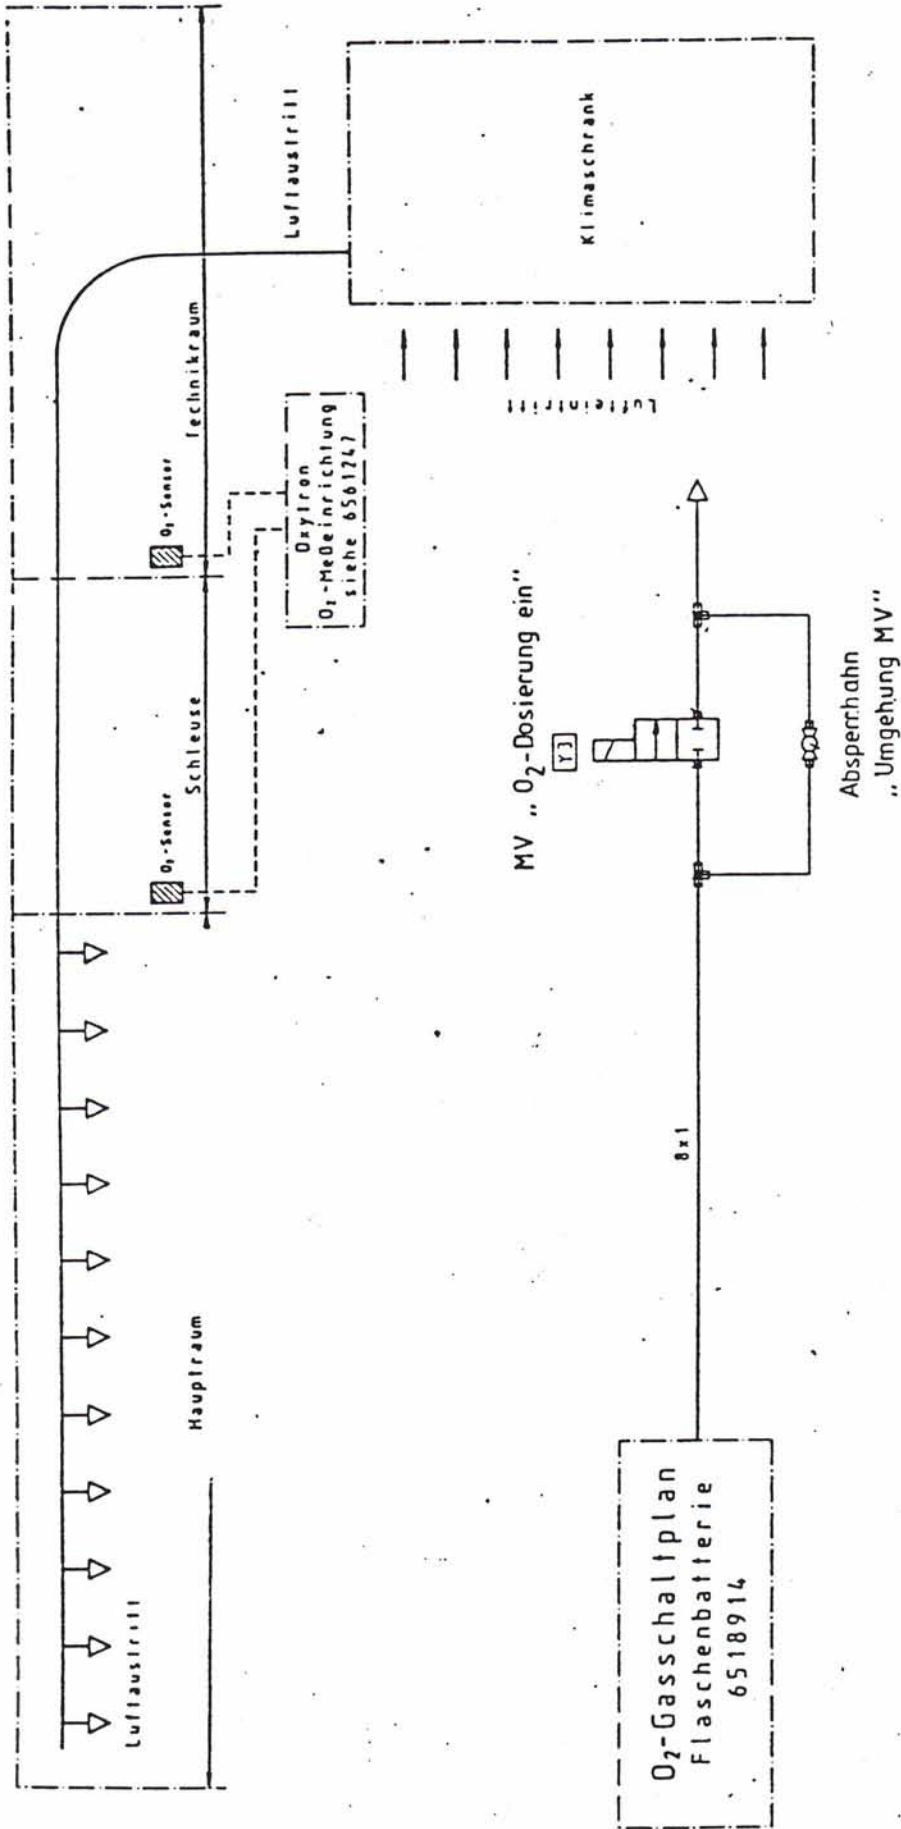 Luftaustritt
Hauptraum
Schleuse
Technikraum
O₂-Sensor
O₂-Sensor
Oxytron
O₂-Meßeinrichtung
siehe 6561247
Luftaustritt
Klimaschrank
Lufteintritt
MV „ O₂-Dosierung ein”
Y3
8x1
O₂-Gasschaltplan
Flaschenbatterie
6518914
Absperrhahn
„ Umgehung MV”